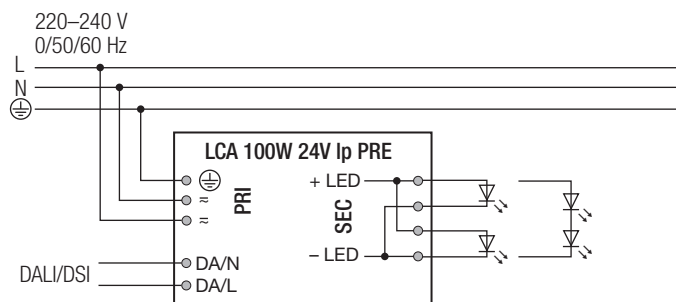 220–240 V
0/50/60 Hz
L
N
LCA 100W 24V lp PRE
PRI
≂
≂
+ LED
SEC
– LED
DALI/DSI
DA/N
DA/L